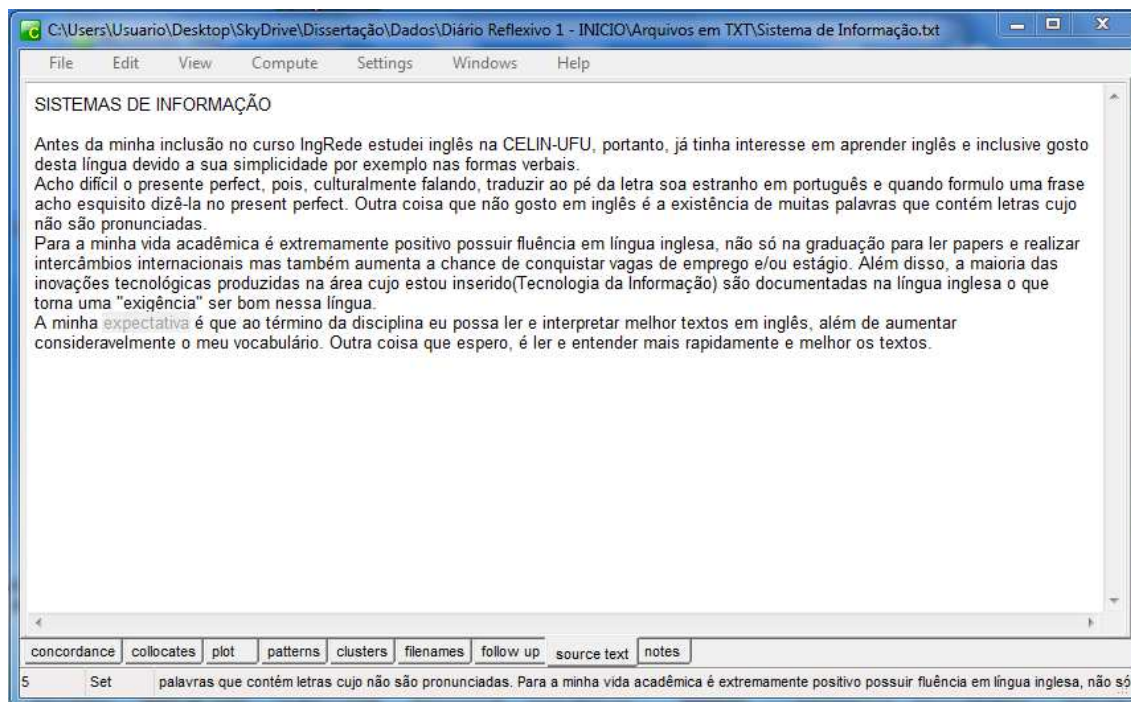 C:\Users\Usuario\Desktop\SkyDrive\Dissertação\Dados\Diário Reflexivo 1 - INICIO\Arquivos em TXT\Sistema de Informação.txt
File Edit View Compute Settings Windows Help
SISTEMAS DE INFORMAÇÃO
Antes da minha inclusão no curso IngRede estudei inglês na CELIN-UFU, portanto, já tinha interesse em aprender inglês e inclusive gosto
desta língua devido a sua simplicidade por exemplo nas formas verbais.
Acho difícil o presente perfect, pois, culturalmente falando, traduzir ao pé da letra soa estranho em português e quando formulo uma frase
acho esquisito dizê-la no present perfect. Outra coisa que não gosto em inglês é a existência de muitas palavras que contém letras cujo
não são pronunciadas.
Para a minha vida acadêmica é extremamente positivo possuir fluência em língua inglesa, não só na graduação para ler papers e realizar
intercâmbios internacionais mas também aumenta a chance de conquistar vagas de emprego e/ou estágio. Além disso, a maioria das
inovações tecnológicas produzidas na área cujo estou inserido(Tecnologia da Informação) são documentadas na língua inglesa o que
torna uma "exigência" ser bom nessa língua.
A minha expectativa é que ao término da disciplina eu possa ler e interpretar melhor textos em inglês, além de aumentar
consideravelmente o meu vocabulário. Outra coisa que espero, é ler e entender mais rapidamente e melhor os textos.
concordance collocates plot patterns clusters filenames follow up source text notes
5 Set palavras que contém letras cujo não são pronunciadas. Para a minha vida acadêmica é extremamente positivo possuir fluência em língua inglesa, não só